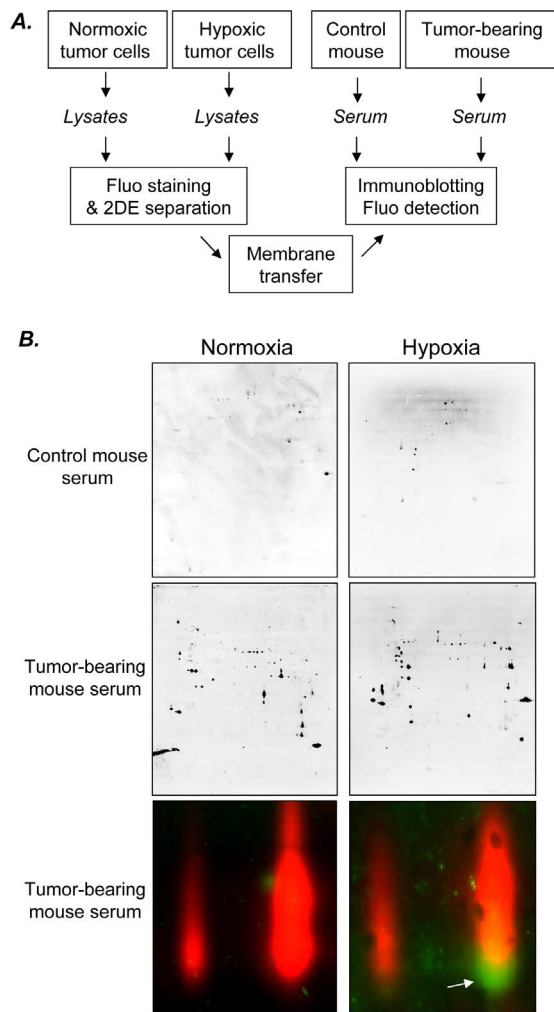 A.
Normoxic
tumor cells
Hypoxic
tumor cells
Control
mouse
Tumor-bearing
mouse
Lysates
Lysates
Serum
Serum
Fluo staining
& 2DE separation
Immunoblotting
Fluo detection
Membrane
transfer
B.
Normoxia
Hypoxia
Control mouse
serum
Tumor-bearing
mouse serum
Tumor-bearing
mouse serum